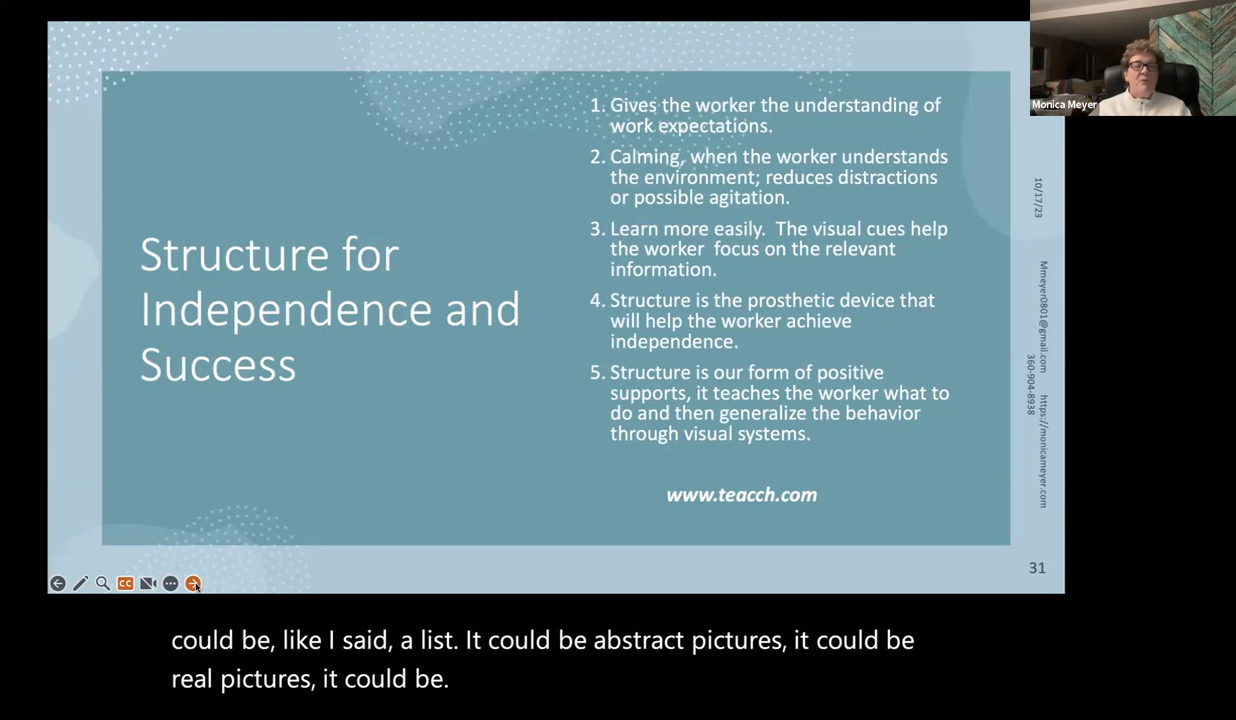 Structure for
Independence and
Success
1. Gives the worker the understanding of
work expectations.
2. Calming, when the worker understands
the environment; reduces distractions
or possible agitation.
3. Learn more easily.  The visual cues help
the worker  focus on the relevant
information.
4. Structure is the prosthetic device that
will help the worker achieve
independence.
5. Structure is our form of positive
supports, it teaches the worker what to
do and then generalize the behavior
through visual systems.
www.teacch.com
Monica Meyer
10/17/23
Mmeyer0801@gmail.com https://monicameyer.com
360-904-8938
31
CC
could be, like I said, a list. It could be abstract pictures, it could be
real pictures, it could be.